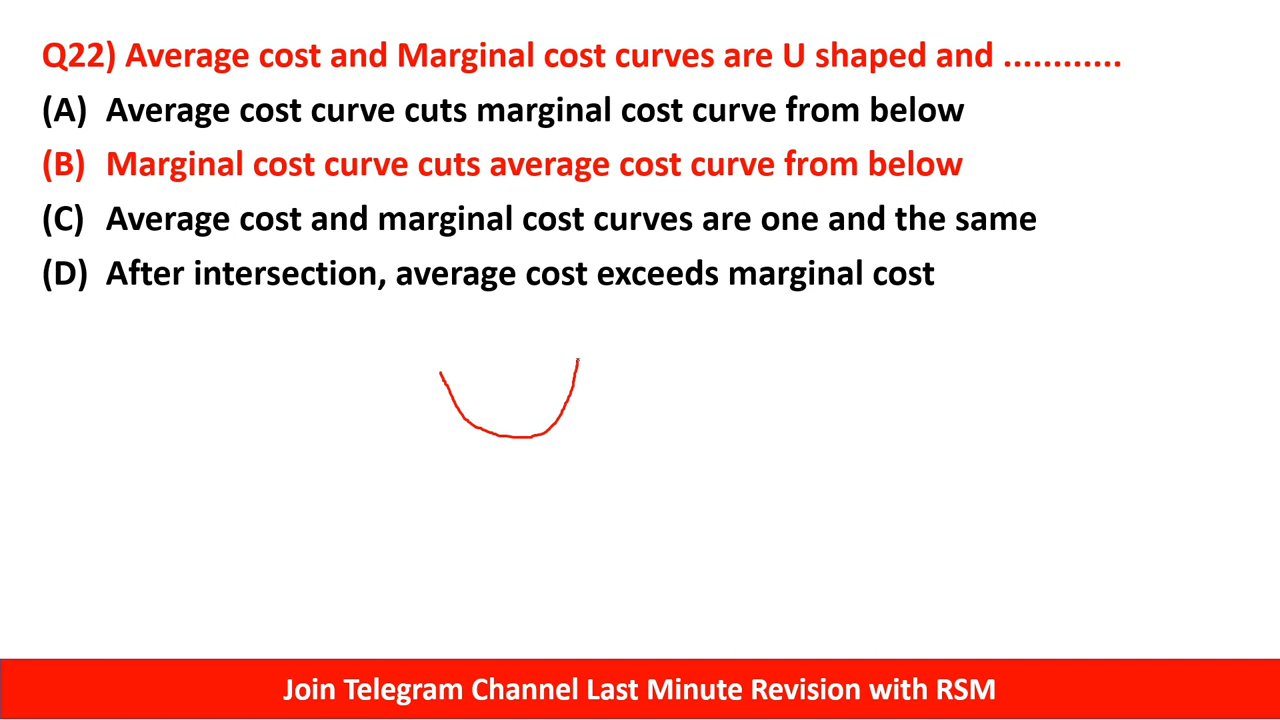 Q22) Average cost and Marginal cost curves are U shaped and ............
(A) Average cost curve cuts marginal cost curve from below
(B) Marginal cost curve cuts average cost curve from below
(C) Average cost and marginal cost curves are one and the same
(D) After intersection, average cost exceeds marginal cost
Join Telegram Channel Last Minute Revision with RSM